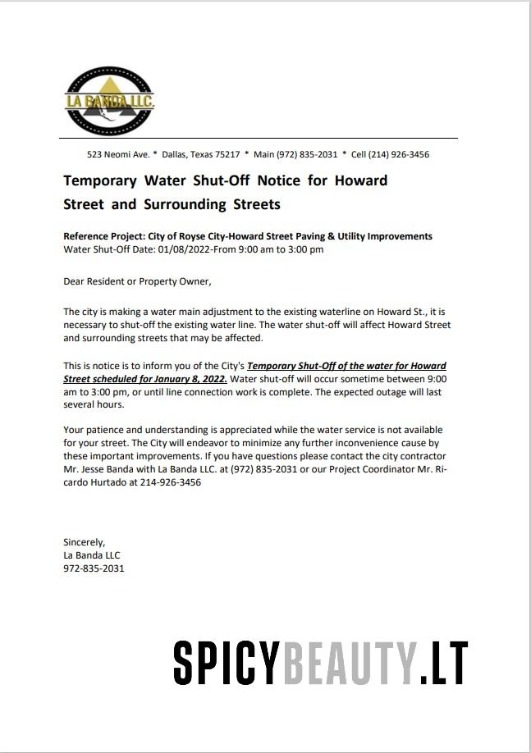 LA BANDA LLC.
523 Neomi Ave. * Dallas, Texas 75217 * Main (972) 835-2031 * Cell (214) 926-3456
Temporary Water Shut-Off Notice for Howard
Street and Surrounding Streets
Reference Project: City of Royse City-Howard Street Paving & Utility Improvements
Water Shut-Off Date: 01/08/2022-From 9:00 am to 3:00 pm
Dear Resident or Property Owner,
The city is making a water main adjustment to the existing waterline on Howard St., it is
necessary to shut-off the existing water line. The water shut-off will affect Howard Street
and surrounding streets that may be affected.
This is notice is to inform you of the City's Temporary Shut-Off of the water for Howard
Street scheduled for January 8, 2022. Water shut-off will occur sometime between 9:00
am to 3:00 pm, or until line connection work is complete. The expected outage will last
several hours.
Your patience and understanding is appreciated while the water service is not available
for your street. The City will endeavor to minimize any further inconvenience cause by
these important improvements. If you have questions please contact the city contractor
Mr. Jesse Banda with La Banda LLC. at (972) 835-2031 or our Project Coordinator Mr. Ri-
cardo Hurtado at 214-926-3456
Sincerely,
La Banda LLC
972-835-2031
SPICYBEAUTY.LT